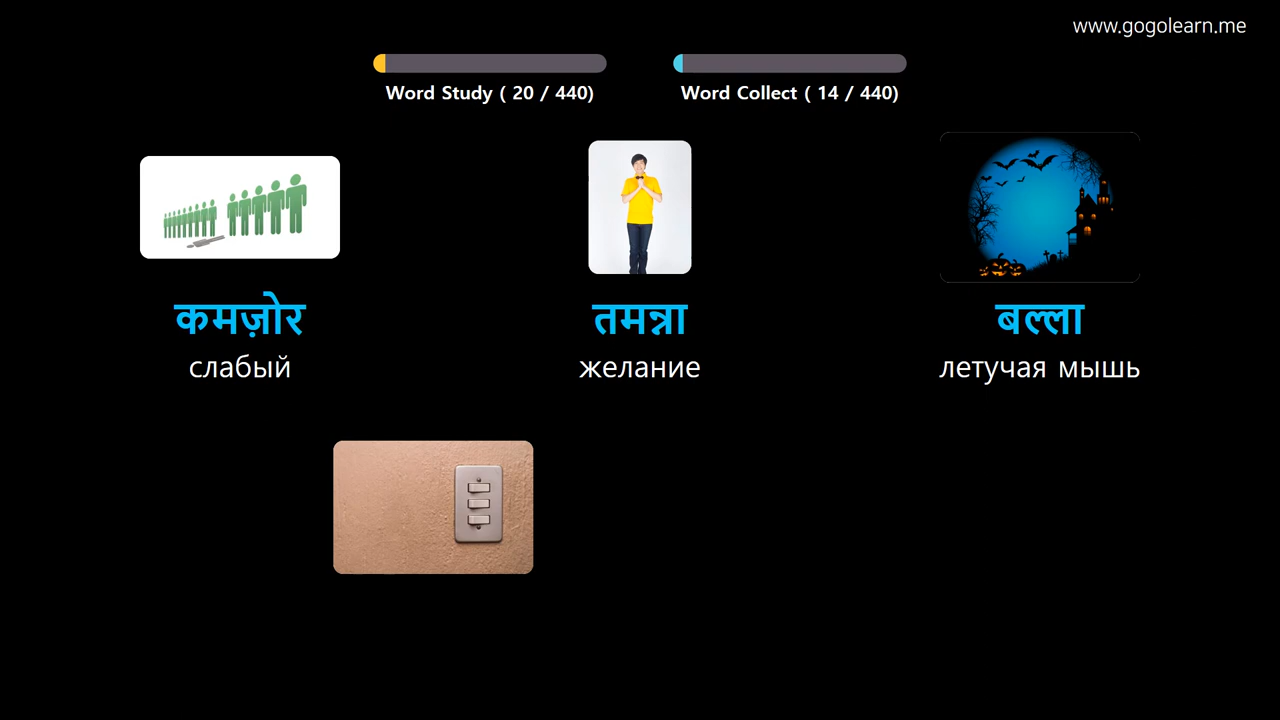 www.gogolearn.me
Word Study ( 20 / 440)
Word Collect ( 14 / 440)
कमज़ोर
слабый
तमन्ना
желание
बल्ला
летучая мышь